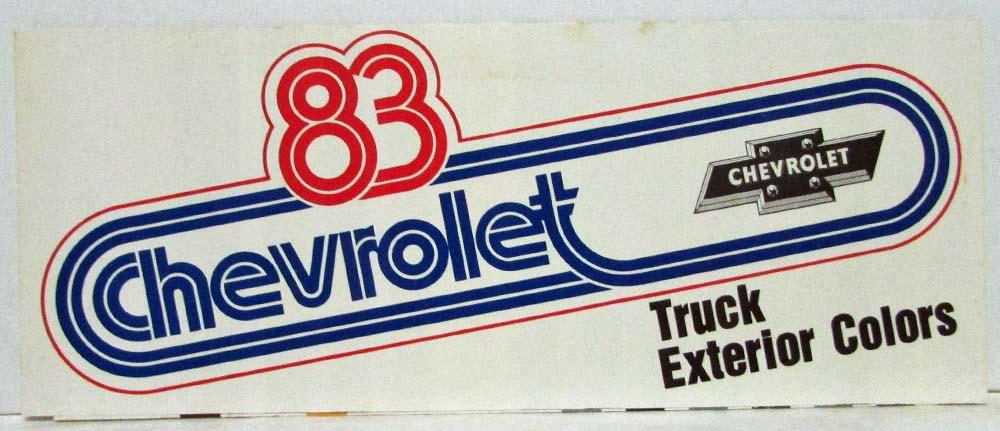 83
Chevrolet
CHEVROLET
Truck
Exterior Colors